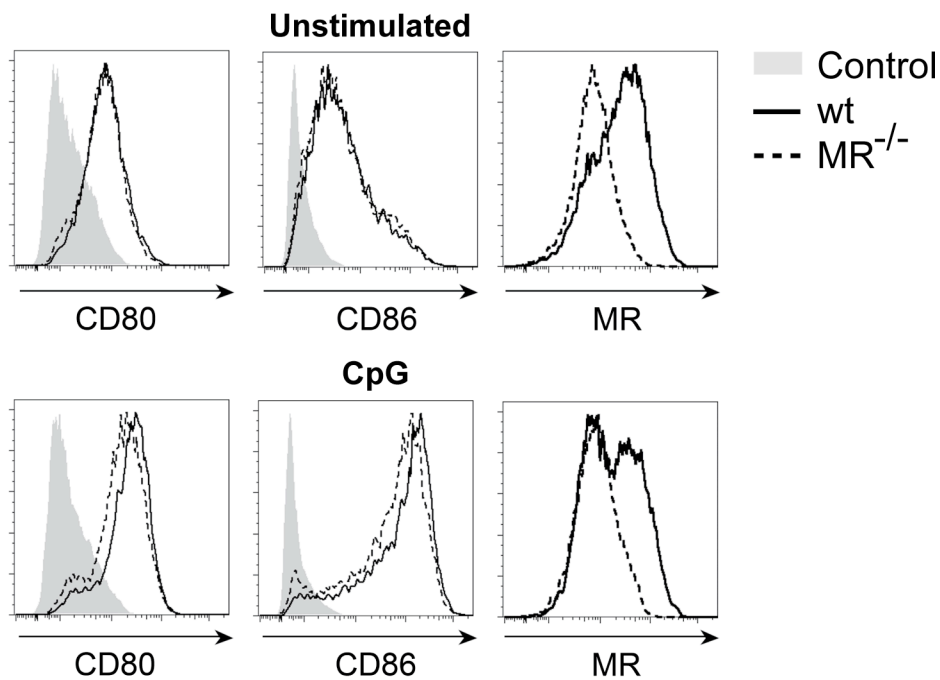 Unstimulated
Control
wt
MR-/-
CD80
CD86
MR
CpG
CD80
CD86
MR